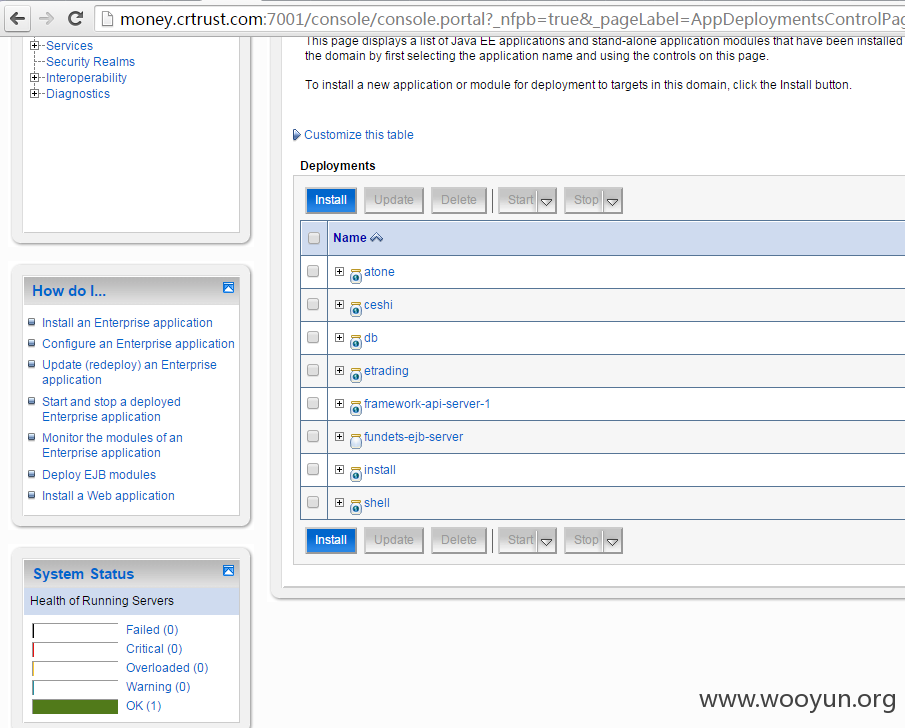 money.crtrust.com:7001/console/console.portal?_nfpb=true&_pageLabel=AppDeploymentsControlPag
Services
Security Realms
Interoperability
Diagnostics
This page displays a list of Java EE applications and stand-alone application modules that have been installed
the domain by first selecting the application name and using the controls on this page.
To install a new application or module for deployment to targets in this domain, click the Install button.
Customize this table
Deployments
Install Update Delete Start Stop
Name
atone
ceshi
db
etrading
framework-api-server-1
fundets-ejb-server
install
shell
Install Update Delete Start Stop
How do I...
Install an Enterprise application
Configure an Enterprise application
Update (redeploy) an Enterprise
application
Start and stop a deployed
Enterprise application
Monitor the modules of an
Enterprise application
Deploy EJB modules
Install a Web application
System Status
Health of Running Servers
Failed (0)
Critical (0)
Overloaded (0)
Warning (0)
OK (1)
www.wooyun.org